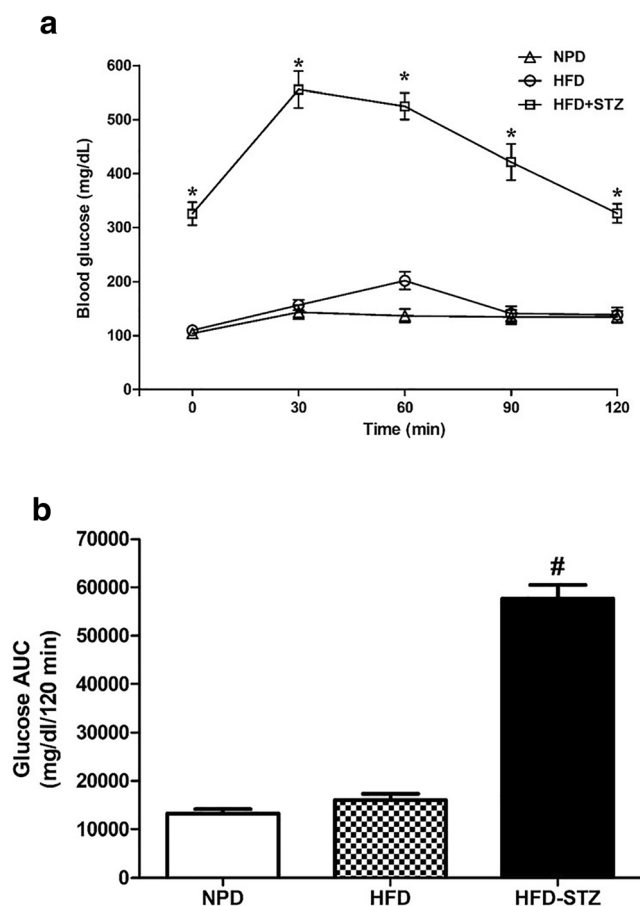 a
NPD
HFD
HFD+STZ
600
500
400
300
200
100
0
Blood glucose (mg/dL)
* * * * *
0 30 60 90 120
Time (min)
b
70000
60000
50000
40000
30000
20000
10000
0
Glucose AUC
(mg/dl/120 min)
#
NPD HFD HFD-STZ